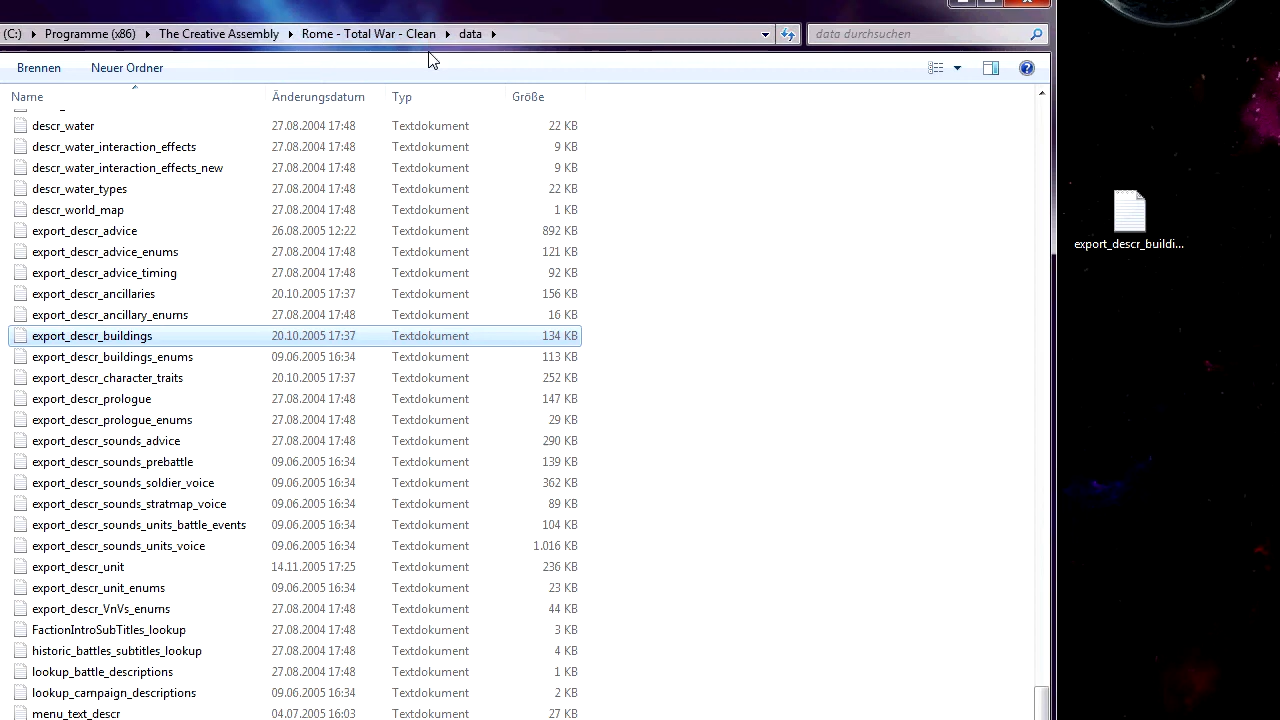 (C:) Programme (x86) The Creative Assembly Rome - Total War - Clean data data durchsuchen
Brennen Neuer Ordner
Name Änderungsdatum Typ Größe
descr_water 27.08.2004 17:48 Textdokument 22 KB
descr_water_interaction_effects 27.08.2004 17:48 Textdokument 9 KB
descr_water_interaction_effects_new 27.08.2004 17:48 Textdokument 9 KB
descr_water_types 27.08.2004 17:48 Textdokument 22 KB
descr_world_map 27.08.2004 17:48 Textdokument 1 KB
export_descr_advice 26.08.2005 12:22 Textdokument 892 KB
export_descr_advice_enums 27.08.2004 17:48 Textdokument 121 KB
export_descr_advice_timing 27.08.2004 17:48 Textdokument 92 KB
export_descr_ancillaries 20.10.2005 17:37 Textdokument 156 KB
export_descr_ancillary_enums 27.08.2004 17:48 Textdokument 16 KB
export_descr_buildings 20.10.2005 17:37 Textdokument 134 KB
export_descr_buildings_enums 09.06.2005 16:34 Textdokument 113 KB
export_descr_character_traits 20.10.2005 17:37 Textdokument 252 KB
export_descr_prologue 27.08.2004 17:48 Textdokument 147 KB
export_descr_prologue_enums 27.08.2004 17:48 Textdokument 29 KB
export_descr_sounds_advice 27.08.2004 17:48 Textdokument 290 KB
export_descr_sounds_prebattle 09.06.2005 16:34 Textdokument 139 KB
export_descr_sounds_soldier_voice 09.06.2005 16:34 Textdokument 362 KB
export_descr_sounds_stratmap_voice 09.06.2005 16:34 Textdokument 89 KB
export_descr_sounds_units_battle_events 09.06.2005 16:34 Textdokument 104 KB
export_descr_sounds_units_voice 09.06.2005 16:34 Textdokument 1.016 KB
export_descr_unit 14.11.2005 17:25 Textdokument 236 KB
export_descr_unit_enums 09.06.2005 16:34 Textdokument 23 KB
export_descr_VnVs_enums 27.08.2004 17:48 Textdokument 44 KB
FactionIntroSubTitles_lookup 27.08.2004 17:48 Textdokument 3 KB
historic_battles_subtitles_lookup 27.08.2004 17:48 Textdokument 4 KB
lookup_battle_descriptions 27.08.2004 17:48 Textdokument 1 KB
lookup_campaign_descriptions 09.06.2005 16:34 Textdokument 2 KB
menu_text_descr 04.07.2005 16:03 Textdokument 27 KB
export_descr_buildi...